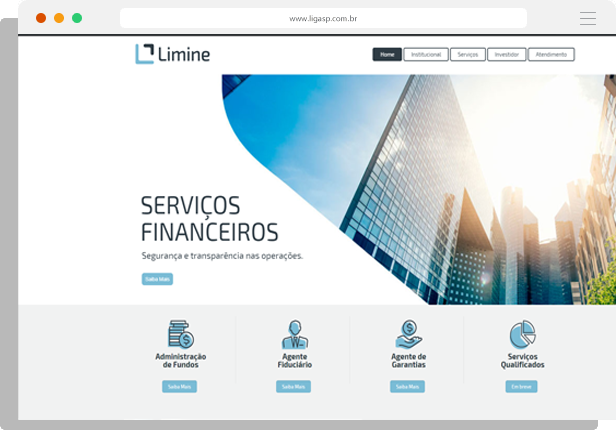 www.ligasp.com.br
Limine
Home Institucional Serviços Investidor Atendimento
SERVIÇOS
FINANCEIROS
Segurança e transparência nas operações.
Saiba Mais
Administração
de Fundos
Saiba Mais
Agente
Fiduciário
Saiba Mais
Agente de
Garantias
Saiba Mais
Serviços
Qualificados
Em breve